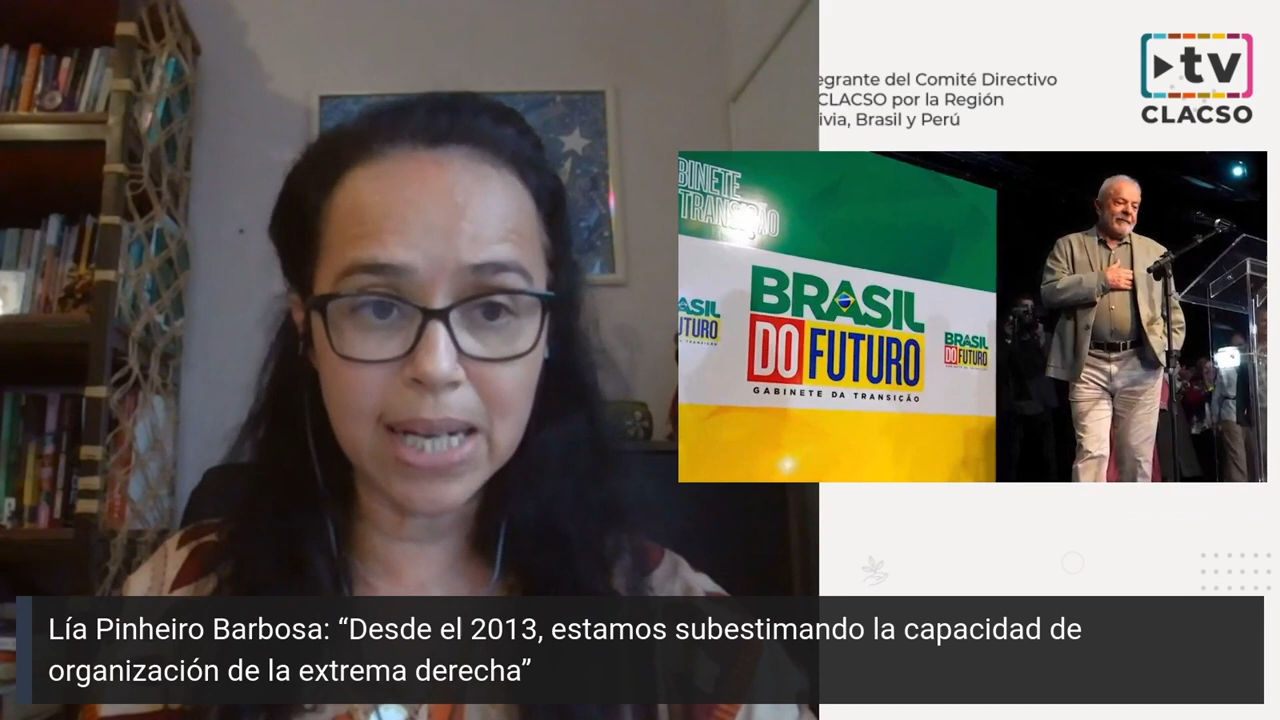 egrante del Comité Directivo
CLACSO por la Región
ivia, Brasil y Perú
tv
CLACSO
BINETE
TRANSIÇÃO
BRASIL
DO FUTURO
GABINETE DA TRANSIÇÃO
ASIL
UTURO
BRASIL
DO FUTURO
Lía Pinheiro Barbosa: “Desde el 2013, estamos subestimando la capacidad de
organización de la extrema derecha”